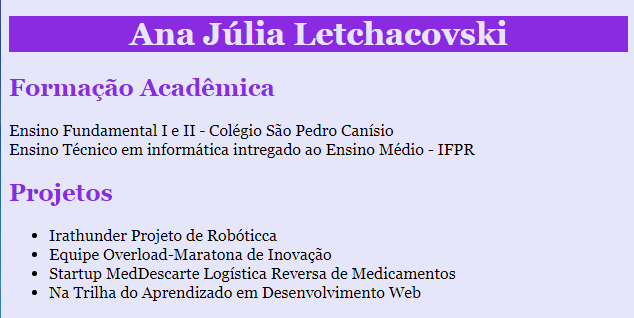 Ana Júlia Letchacovski
Formação Acadêmica
Ensino Fundamental I e II - Colégio São Pedro Canísio
Ensino Técnico em informática intregado ao Ensino Médio - IFPR
Projetos
• Irathunder Projeto de Robóticca
• Equipe Overload-Maratona de Inovação
• Startup MedDescarte Logística Reversa de Medicamentos
• Na Trilha do Aprendizado em Desenvolvimento Web